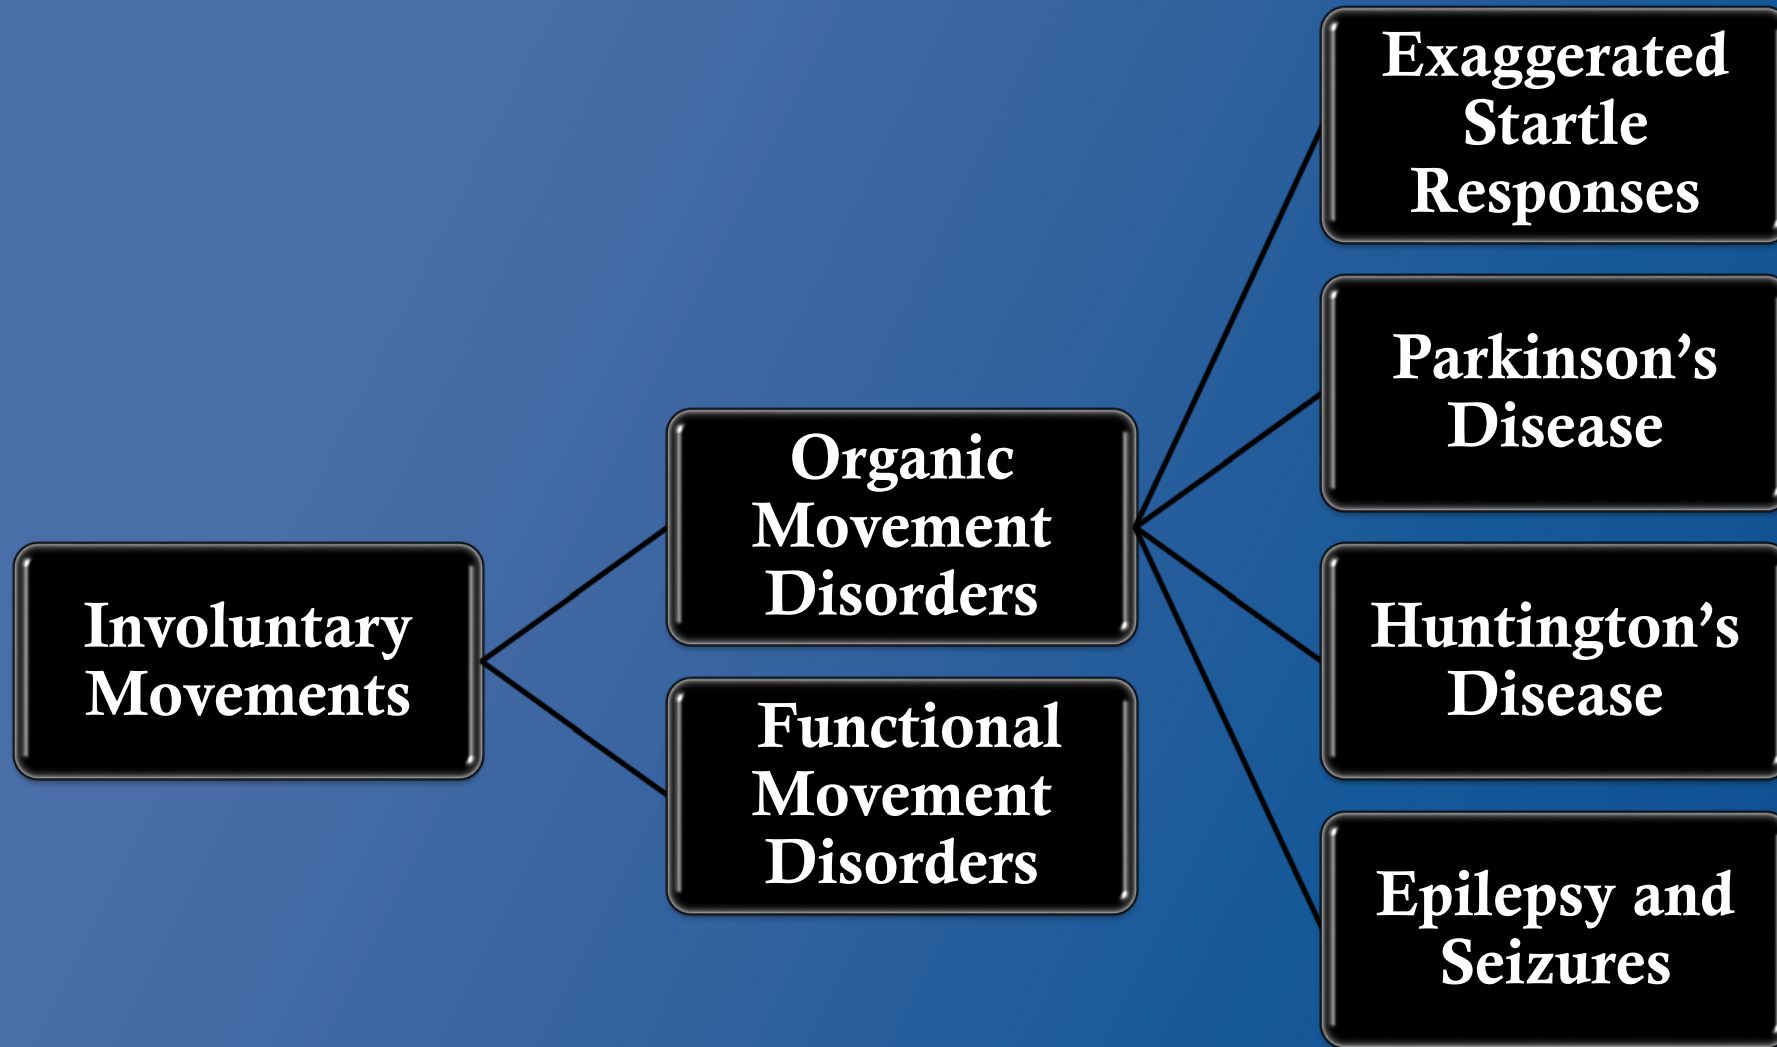 Involuntary
Movements
Organic
Movement
Disorders
Functional
Movement
Disorders
Exaggerated
Startle
Responses
Parkinson’s
Disease
Huntington’s
Disease
Epilepsy and
Seizures